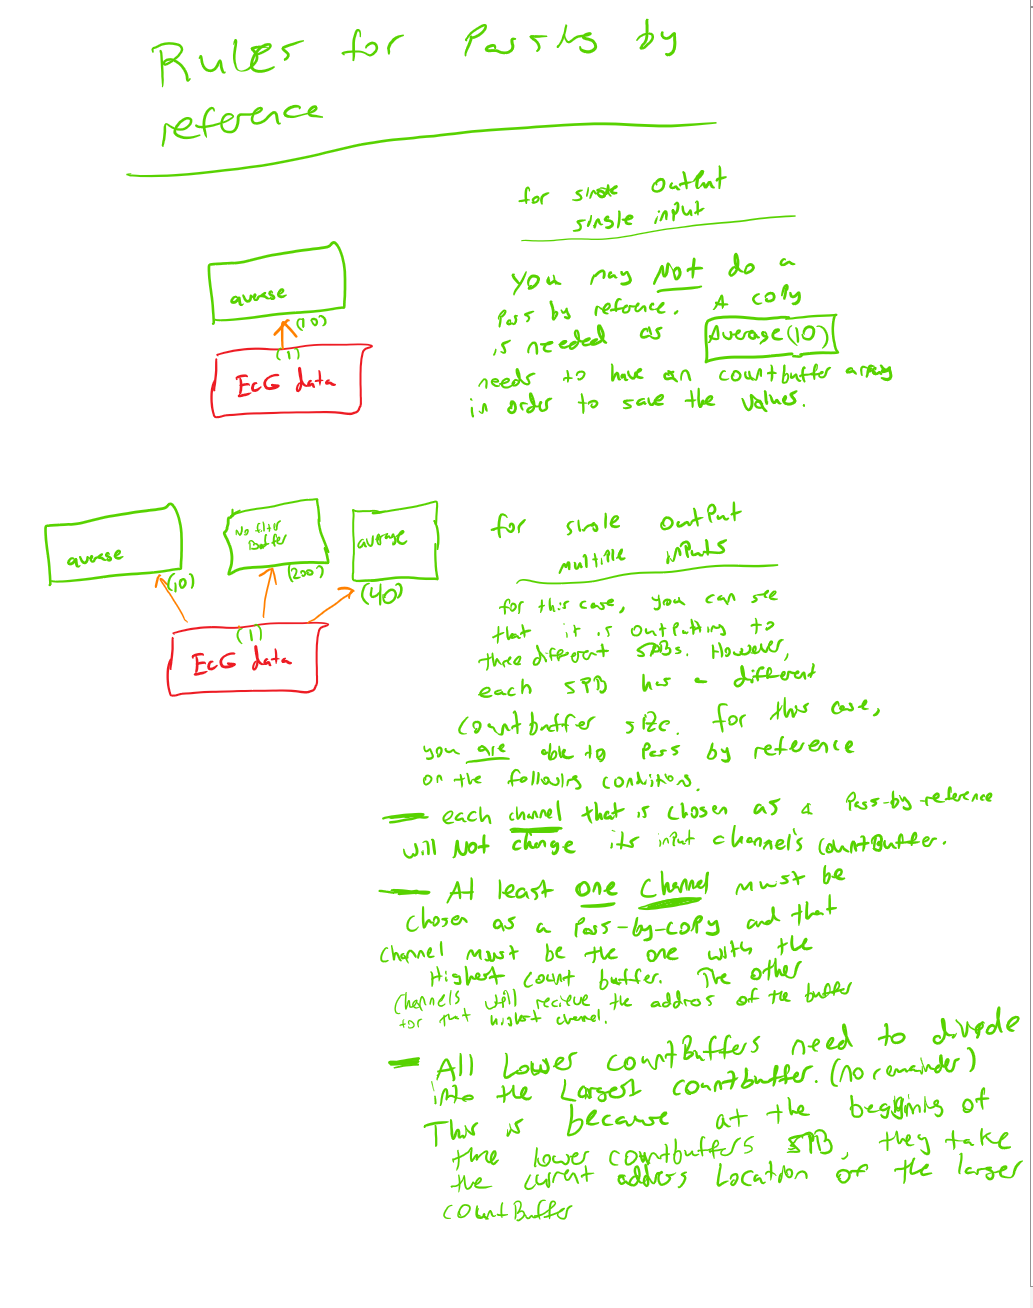 Rules for Passing by
reference
for single output
single input
average
(10)
(1)
EcG data
you may Not do a
Pass by reference. A copy
is needed as Average(10)
needs to have an countbuffer array
in order to save the values.
average
(10)
No filter
Buffer
(200)
average
(40)
(1)
EcG data
for single output
multiple inputs
for this case, you can see
that it is outputting to
three different SPBs. However,
each SPB has a different
countbuffer size. for this case,
you are able to pass by reference
on the following conditions.
— each channel that is chosen as a Pass-by-reference
will Not change its input channel's countBuffer.
— At least one channel must be
chosen as a Pass-by-copy and that
channel must be the one with the
Highest count buffer. The other
channels will recieve the address of the buffer
for that highest channel.
— All Lower countBuffers need to divide
into the Largest countbuffer. (no remainder)
This is because at the beggining of
the lower countbuffers SPB, they take
the current address location of the larger
countBuffer